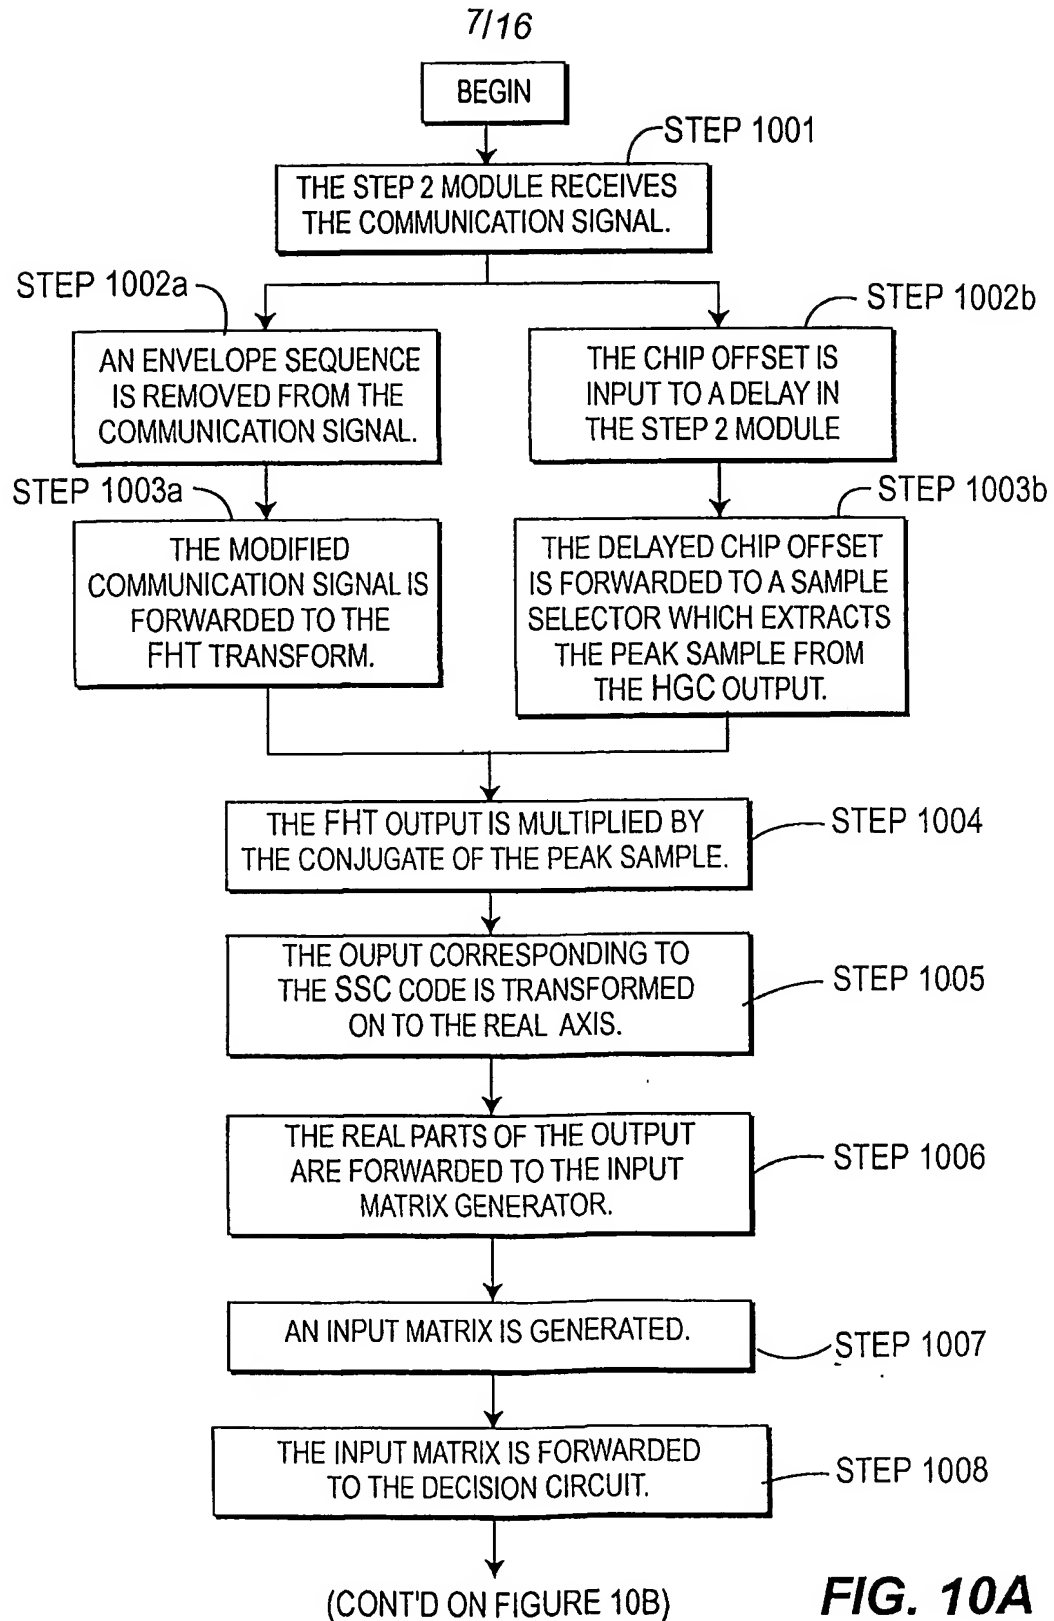 7/16
BEGIN
STEP 1001
THE STEP 2 MODULE RECEIVES
THE COMMUNICATION SIGNAL.
STEP 1002a
AN ENVELOPE SEQUENCE
IS REMOVED FROM THE
COMMUNICATION SIGNAL.
STEP 1002b
THE CHIP OFFSET IS
INPUT TO A DELAY IN
THE STEP 2 MODULE
STEP 1003a
THE MODIFIED
COMMUNICATION SIGNAL IS
FORWARDED TO THE
FHT TRANSFORM.
STEP 1003b
THE DELAYED CHIP OFFSET
IS FORWARDED TO A SAMPLE
SELECTOR WHICH EXTRACTS
THE PEAK SAMPLE FROM
THE HGC OUTPUT.
THE FHT OUTPUT IS MULTIPLIED BY
THE CONJUGATE OF THE PEAK SAMPLE.
STEP 1004
THE OUPUT CORRESPONDING TO
THE SSC CODE IS TRANSFORMED
ON TO THE REAL AXIS.
STEP 1005
THE REAL PARTS OF THE OUTPUT
ARE FORWARDED TO THE INPUT
MATRIX GENERATOR.
STEP 1006
AN INPUT MATRIX IS GENERATED.
STEP 1007
THE INPUT MATRIX IS FORWARDED
TO THE DECISION CIRCUIT.
STEP 1008
(CONT'D ON FIGURE 10B)
FIG. 10A